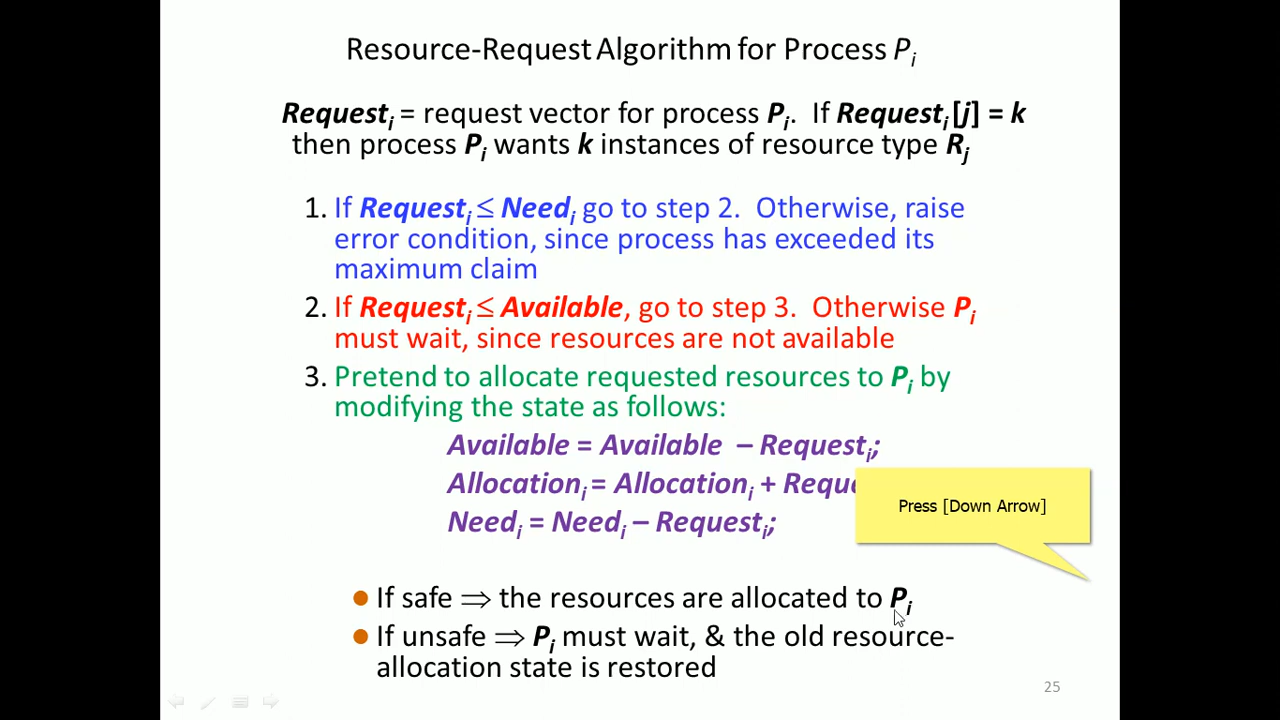 Resource-Request Algorithm for Process Pi
Requesti = request vector for process Pi. If Requesti [j] = k
then process Pi wants k instances of resource type Rj
1. If Requesti ≤ Needi go to step 2. Otherwise, raise
error condition, since process has exceeded its
maximum claim
2. If Requesti ≤ Available, go to step 3. Otherwise Pi
must wait, since resources are not available
3. Pretend to allocate requested resources to Pi by
modifying the state as follows:
Available = Available – Requesti;
Allocationi = Allocationi +
Press [Down Arrow]
Needi = Needi – Requesti;
● If safe ⇒ the resources are allocated to Pi
● If unsafe ⇒ Pi must wait, & the old resource-
allocation state is restored
25